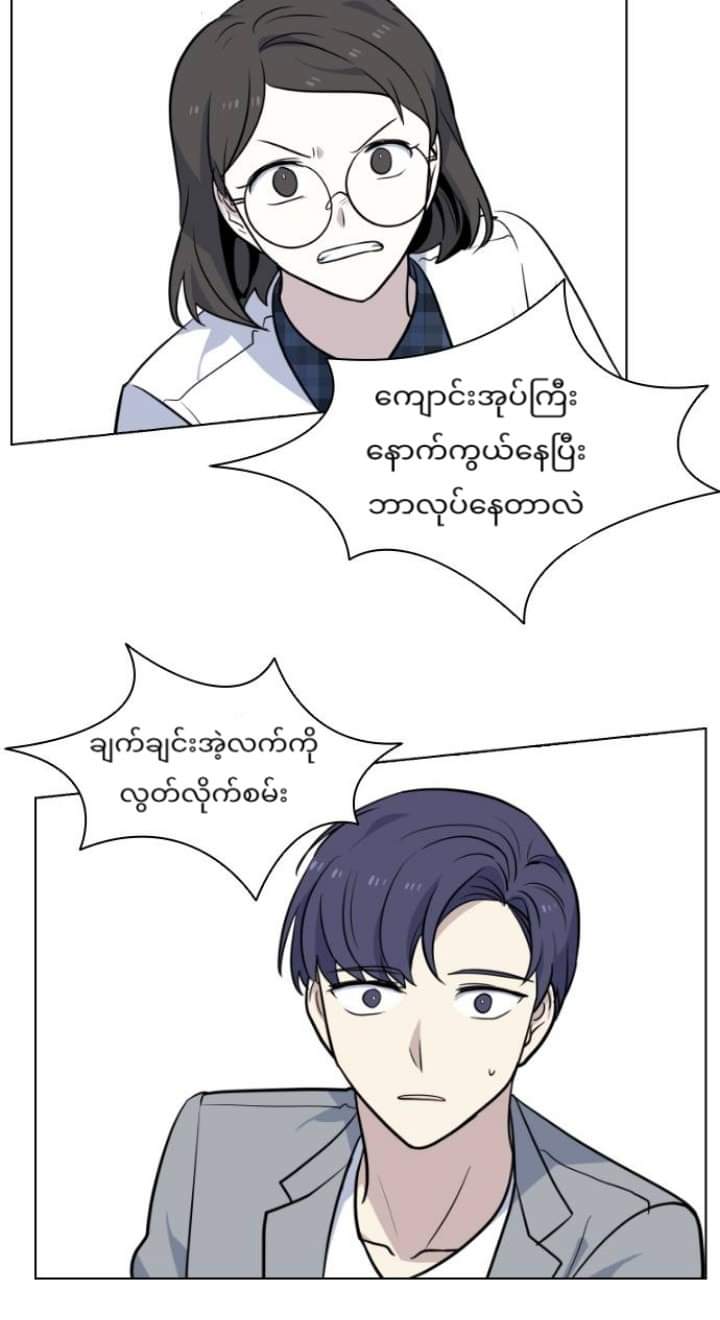 ကျောင်းအုပ်ကြီး
နောက်ကွယ်နေပြီး
ဘာလုပ်နေတာလဲ
ချက်ချင်းအဲ့လက်ကို
လွှတ်လိုက်စမ်း